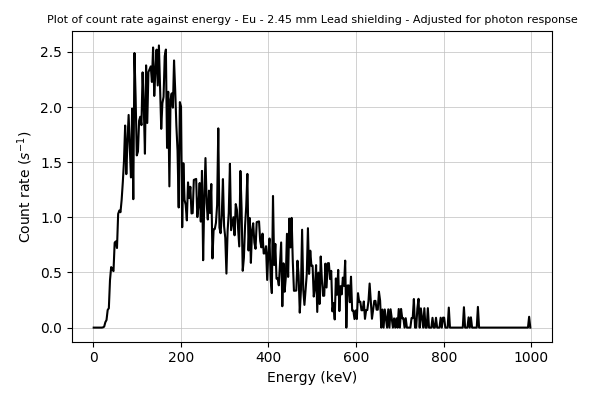 Plot of count rate against energy - Eu - 2.45 mm Lead shielding - Adjusted for photon response
Count rate (s⁻¹)
2.5
2.0
1.5
1.0
0.5
0.0
0 200 400 600 800 1000
Energy (keV)